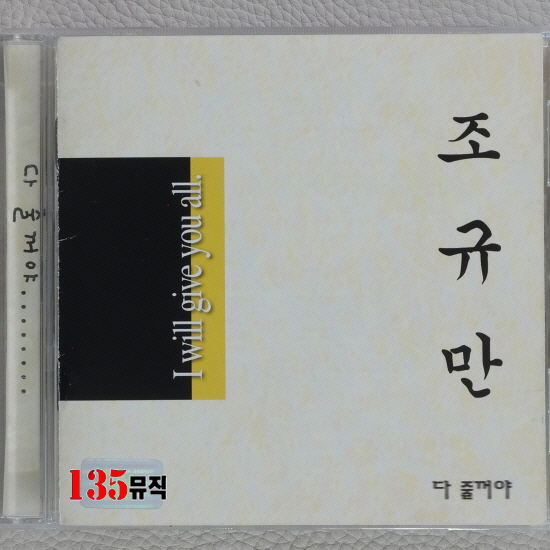 다 줄꺼야..........
조규만
I will give you all.
135뮤직
다 줄꺼야